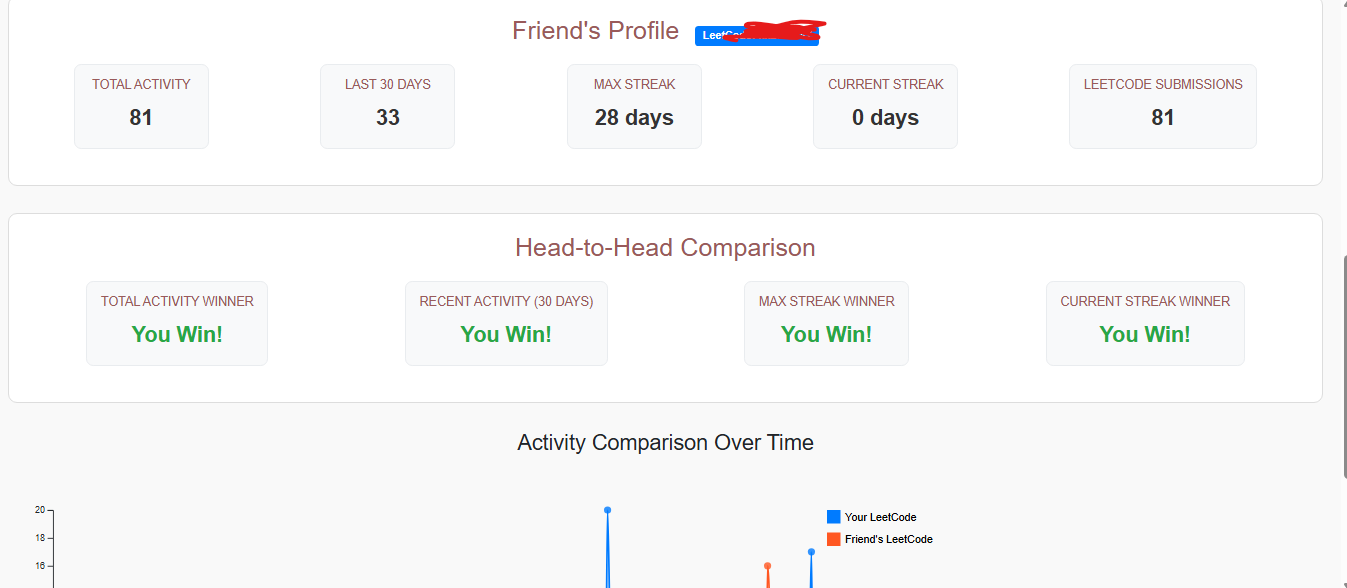 Friend's Profile
TOTAL ACTIVITY
81
LAST 30 DAYS
33
MAX STREAK
28 days
CURRENT STREAK
0 days
LEETCODE SUBMISSIONS
81
Head-to-Head Comparison
TOTAL ACTIVITY WINNER
You Win!
RECENT ACTIVITY (30 DAYS)
You Win!
MAX STREAK WINNER
You Win!
CURRENT STREAK WINNER
You Win!
Activity Comparison Over Time
20
18
16
Your LeetCode
Friend's LeetCode